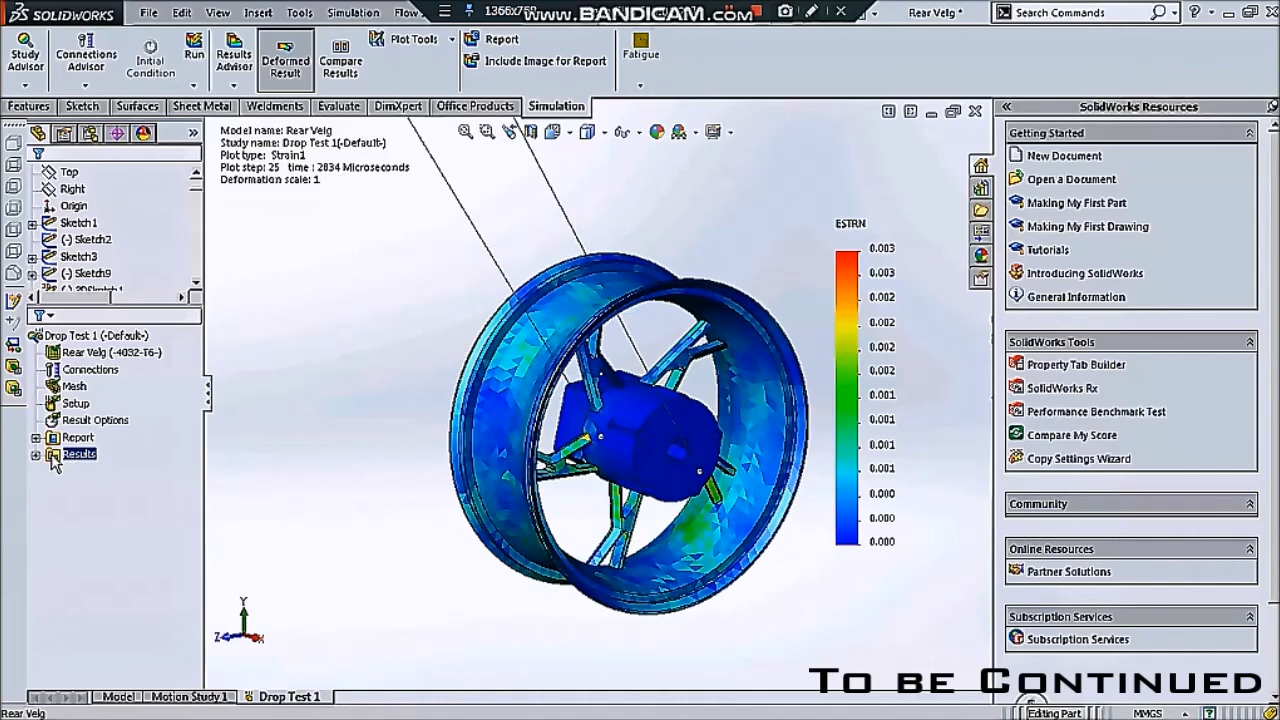 SOLIDWORKS
File Edit View Insert Tools Simulation Flow
1366x768
www.BANDICAM.com
Rear Velg *
Search Commands
Study Advisor
Connections Advisor
Initial Condition
Run
Results Advisor
Deformed Result
Compare Results
Plot Tools
Report
Include Image for Report
Fatigue
Features Sketch Surfaces Sheet Metal Weldments Evaluate DimXpert Office Products Simulation
Top
Right
Origin
Sketch1
(-) Sketch2
Sketch3
(-) Sketch9
3DSketch1
Drop Test 1 (-Default-)
Rear Velg (-4032-T6-)
Connections
Mesh
Setup
Result Options
Report
Results
Model name: Rear Velg
Study name: Drop Test 1(-Default-)
Plot type: Strain1
Plot step: 25 time : 2834 Microseconds
Deformation scale: 1
ESTRN
0.003
0.003
0.002
0.002
0.002
0.002
0.001
0.001
0.001
0.001
0.000
0.000
0.000
Y
Z
X
SolidWorks Resources
Getting Started
New Document
Open a Document
Making My First Part
Making My First Drawing
Tutorials
Introducing SolidWorks
General Information
SolidWorks Tools
Property Tab Builder
SolidWorks Rx
Performance Benchmark Test
Compare My Score
Copy Settings Wizard
Community
Online Resources
Partner Solutions
Subscription Services
Subscription Services
To be Continued
Model Motion Study 1 Drop Test 1
Rear Velg
Editing Part
MMGS